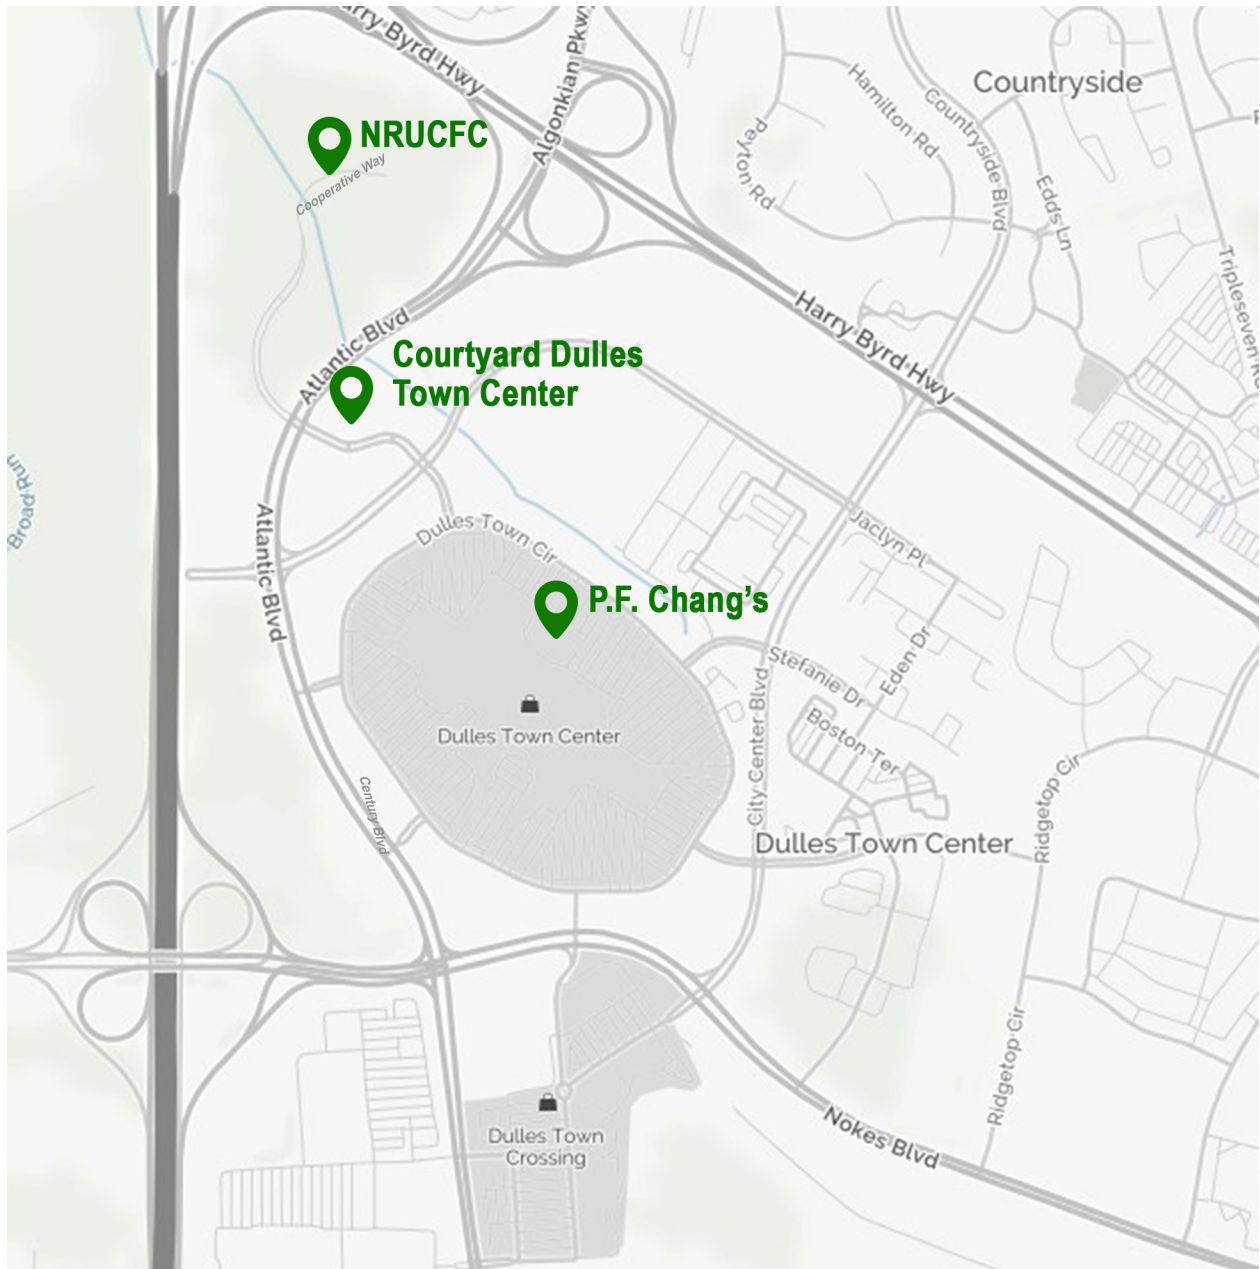 Harry Byrd Hwy
Algonkian Pkwy
Countryside
Hamilton Rd
Countryside Blvd
Peyton Rd
Edds Ln
NRUCFC
Cooperative Way
Tripleseven Rd
Harry Byrd Hwy
Atlantic Blvd
Courtyard Dulles
Town Center
Broad Run
Atlantic Blvd
Dulles Town Cir
Jaclyn Pl
P.F. Chang's
Stefanie Dr
Eden Dr
Dulles Town Center
City Center Blvd
Boston Ter
Ridgetop Cir
Century Blvd
Dulles Town Center
Ridgetop Cir
Dulles Town
Crossing
Nokes Blvd